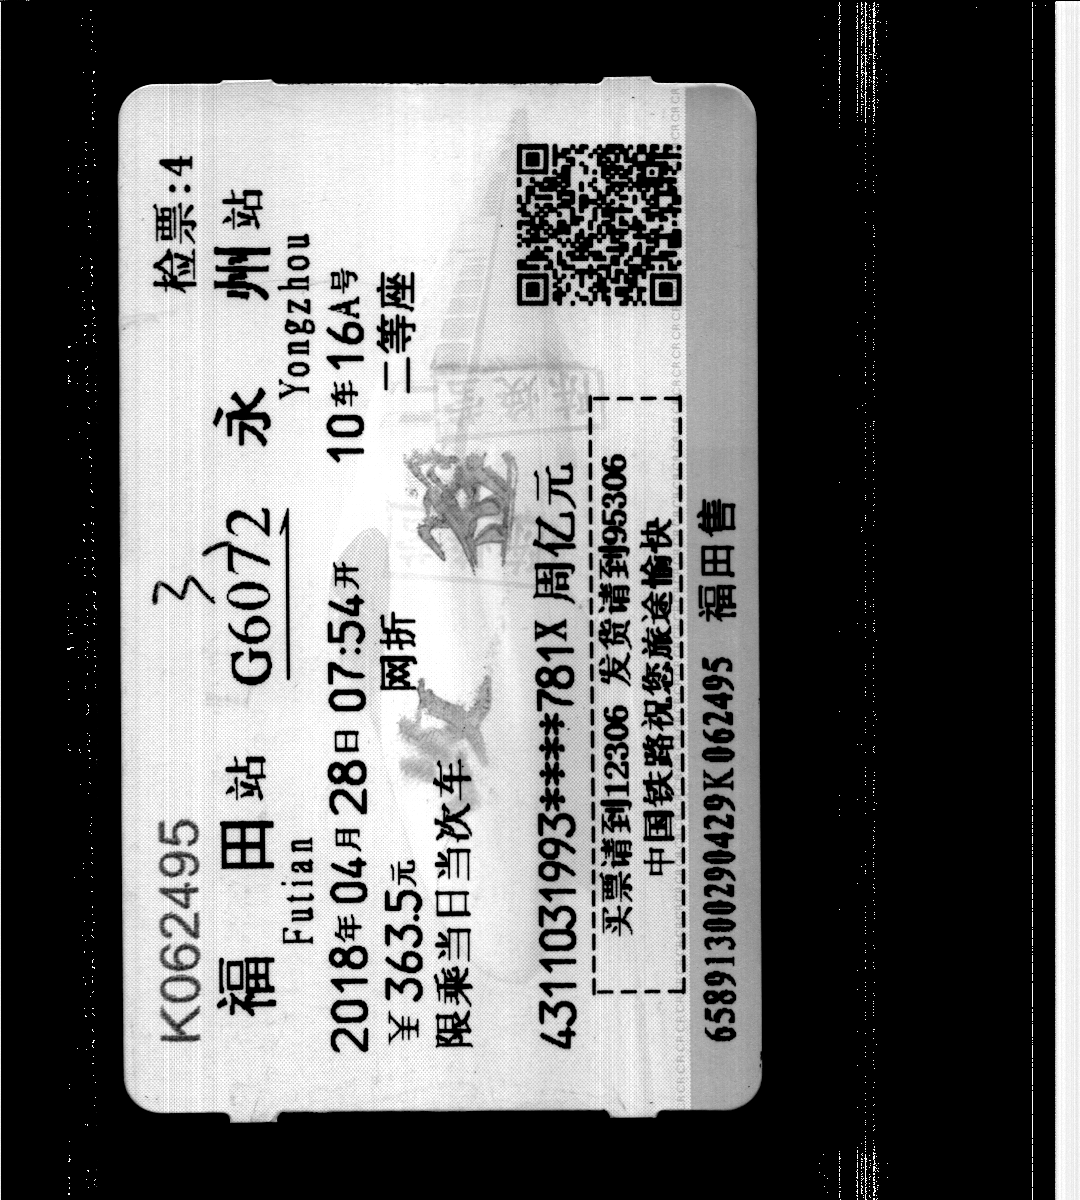 K062495 检票:4
3
福田站 G6072 永州站
Futian Yongzhou
2018年04月28日07:54开 10车16A号
¥363.5元 网折 二等座
限乘当日当次车
4311031993****781X 周亿元
买票请到12306 发货请到95306
中国铁路祝您旅途愉快
65891300290429K062495 福田售